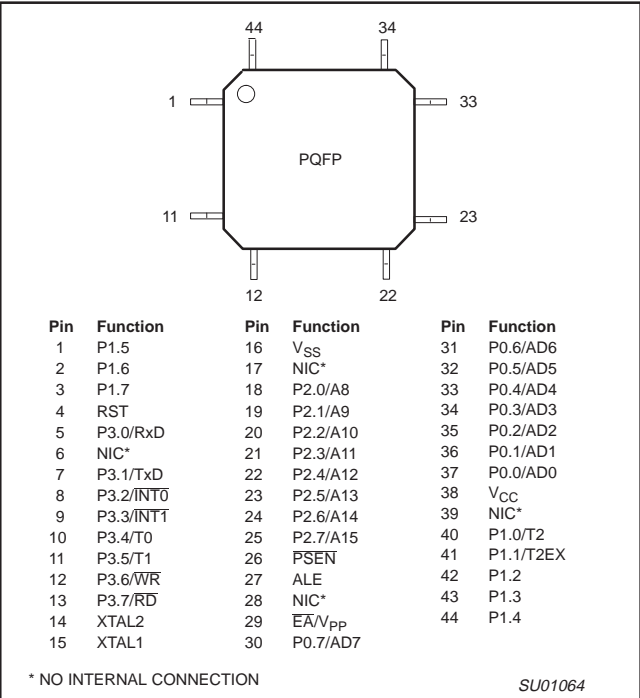 44 34
1 33
PQFP
11 23
12 22
Pin Function Pin Function Pin Function
1 P1.5 16 VSS 31 P0.6/AD6
2 P1.6 17 NIC* 32 P0.5/AD5
3 P1.7 18 P2.0/A8 33 P0.4/AD4
4 RST 19 P2.1/A9 34 P0.3/AD3
5 P3.0/RxD 20 P2.2/A10 35 P0.2/AD2
6 NIC* 21 P2.3/A11 36 P0.1/AD1
7 P3.1/TxD 22 P2.4/A12 37 P0.0/AD0
8 P3.2/INT0 23 P2.5/A13 38 VCC
9 P3.3/INT1 24 P2.6/A14 39 NIC*
10 P3.4/T0 25 P2.7/A15 40 P1.0/T2
11 P3.5/T1 26 PSEN 41 P1.1/T2EX
12 P3.6/WR 27 ALE 42 P1.2
13 P3.7/RD 28 NIC* 43 P1.3
14 XTAL2 29 EA/VPP 44 P1.4
15 XTAL1 30 P0.7/AD7
* NO INTERNAL CONNECTION
SU01064